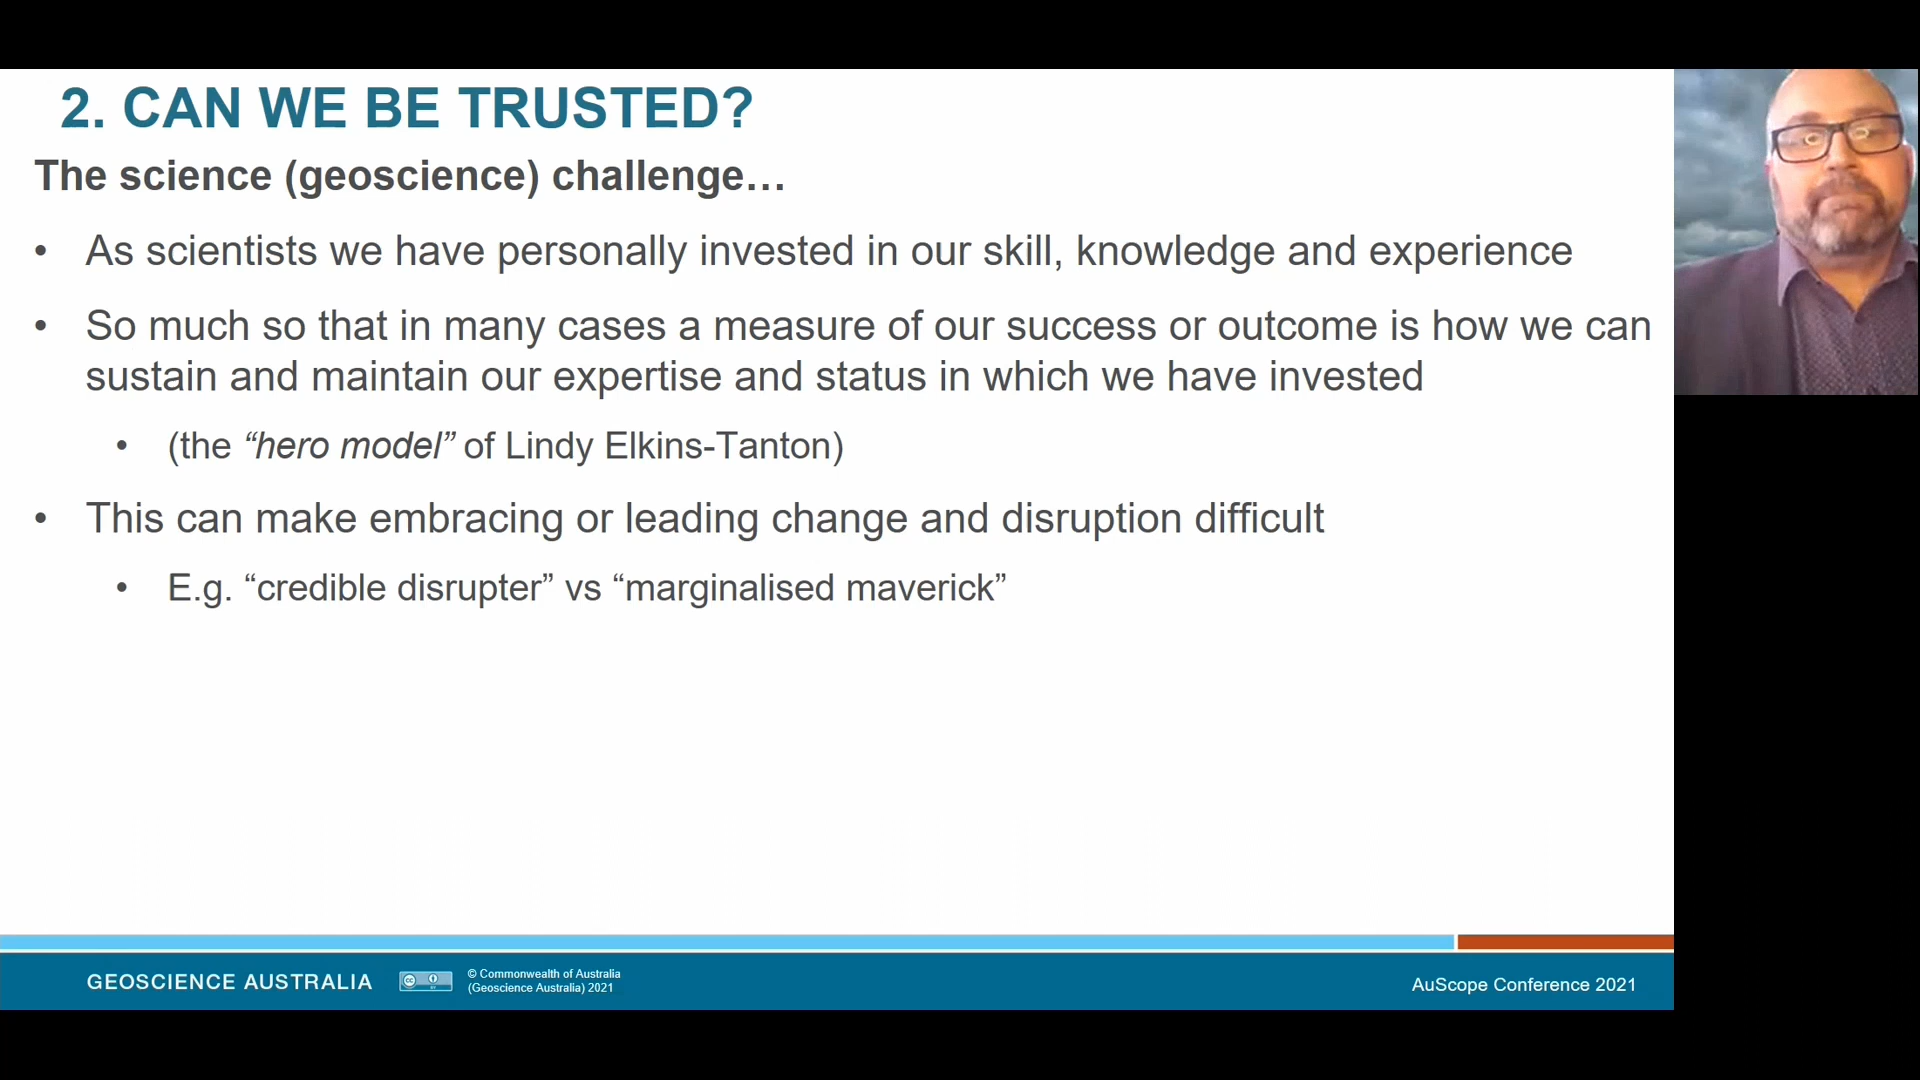 2. CAN WE BE TRUSTED?
The science (geoscience) challenge…
• As scientists we have personally invested in our skill, knowledge and experience
• So much so that in many cases a measure of our success or outcome is how we can
sustain and maintain our expertise and status in which we have invested
• (the “hero model” of Lindy Elkins-Tanton)
• This can make embracing or leading change and disruption difficult
• E.g. “credible disrupter” vs “marginalised maverick”
GEOSCIENCE AUSTRALIA
© Commonwealth of Australia
(Geoscience Australia) 2021
AuScope Conference 2021